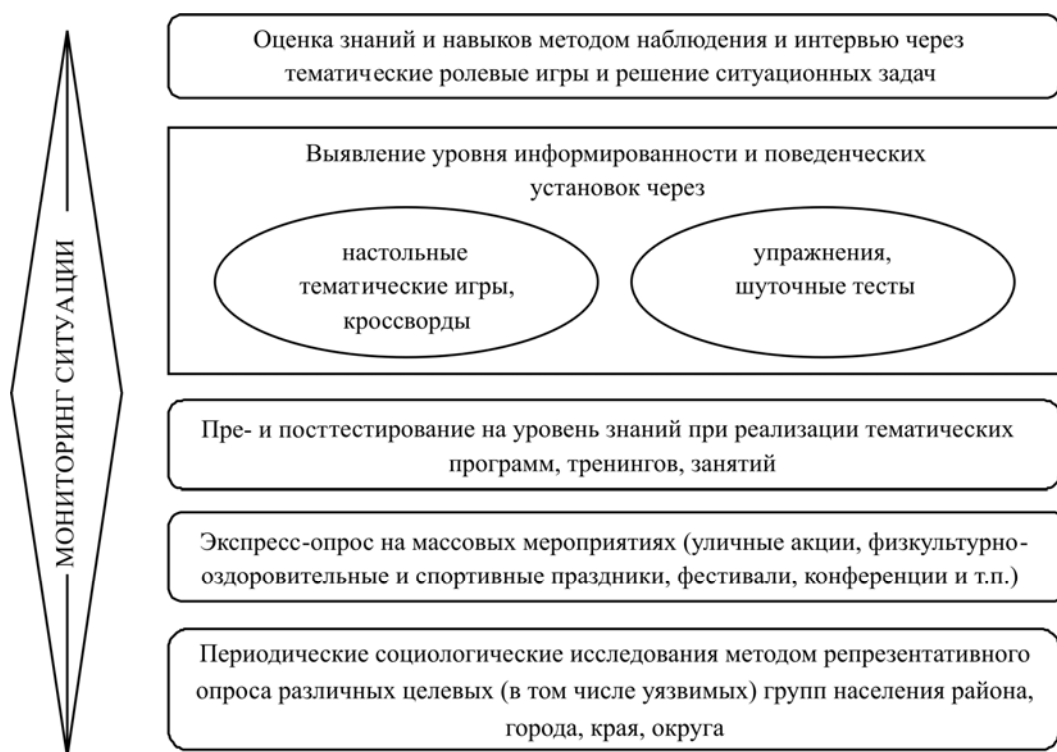 МОНИТОРИНГ СИТУАЦИИ
Оценка знаний и навыков методом наблюдения и интервью через
тематические ролевые игры и решение ситуационных задач
Выявление уровня информированности и поведенческих
установок через
настольные
тематические игры,
кроссворды
упражнения,
шуточные тесты
Пре- и посттестирование на уровень знаний при реализации тематических
программ, тренингов, занятий
Экспресс-опрос на массовых мероприятиях (уличные акции, физкультурно-
оздоровительные и спортивные праздники, фестивали, конференции и т.п.)
Периодические социологические исследования методом репрезентативного
опроса различных целевых (в том числе уязвимых) групп населения района,
города, края, округа